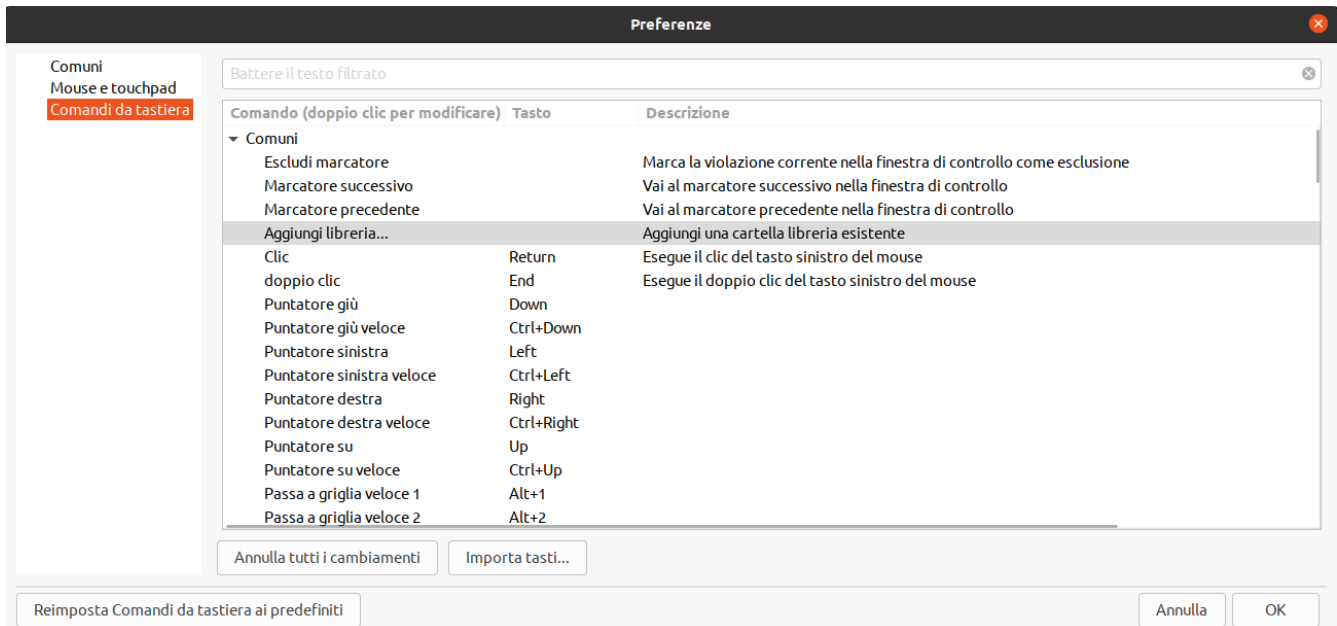 Preferenze
Comuni
Mouse e touchpad
Comandi da tastiera
Battere il testo filtrato
Comando (doppio clic per modificare) Tasto Descrizione
Comuni
Escludi marcatore Marca la violazione corrente nella finestra di controllo come esclusione
Marcatore successivo Vai al marcatore successivo nella finestra di controllo
Marcatore precedente Vai al marcatore precedente nella finestra di controllo
Aggiungi libreria... Aggiungi una cartella libreria esistente
Clic Return Esegue il clic del tasto sinistro del mouse
doppio clic End Esegue il doppio clic del tasto sinistro del mouse
Puntatore giù Down
Puntatore giù veloce Ctrl+Down
Puntatore sinistra Left
Puntatore sinistra veloce Ctrl+Left
Puntatore destra Right
Puntatore destra veloce Ctrl+Right
Puntatore su Up
Puntatore su veloce Ctrl+Up
Passa a griglia veloce 1 Alt+1
Passa a griglia veloce 2 Alt+2
Annulla tutti i cambiamenti Importa tasti...
Reimposta Comandi da tastiera ai predefiniti Annulla OK